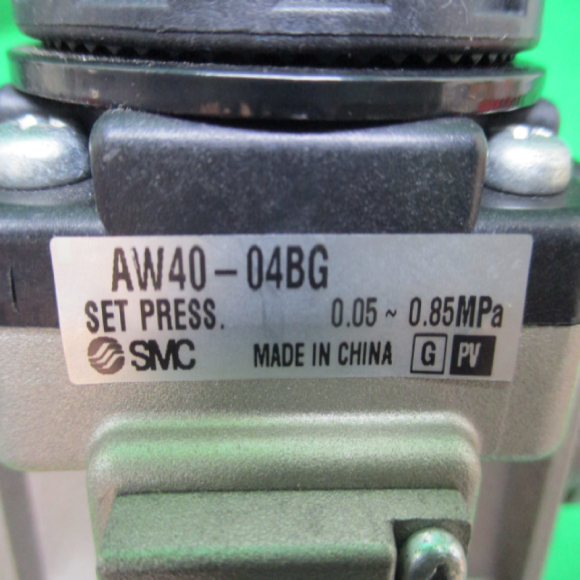 AW40-04BG
SET PRESS. 0.05 ~ 0.85MPa
SMC MADE IN CHINA G PV